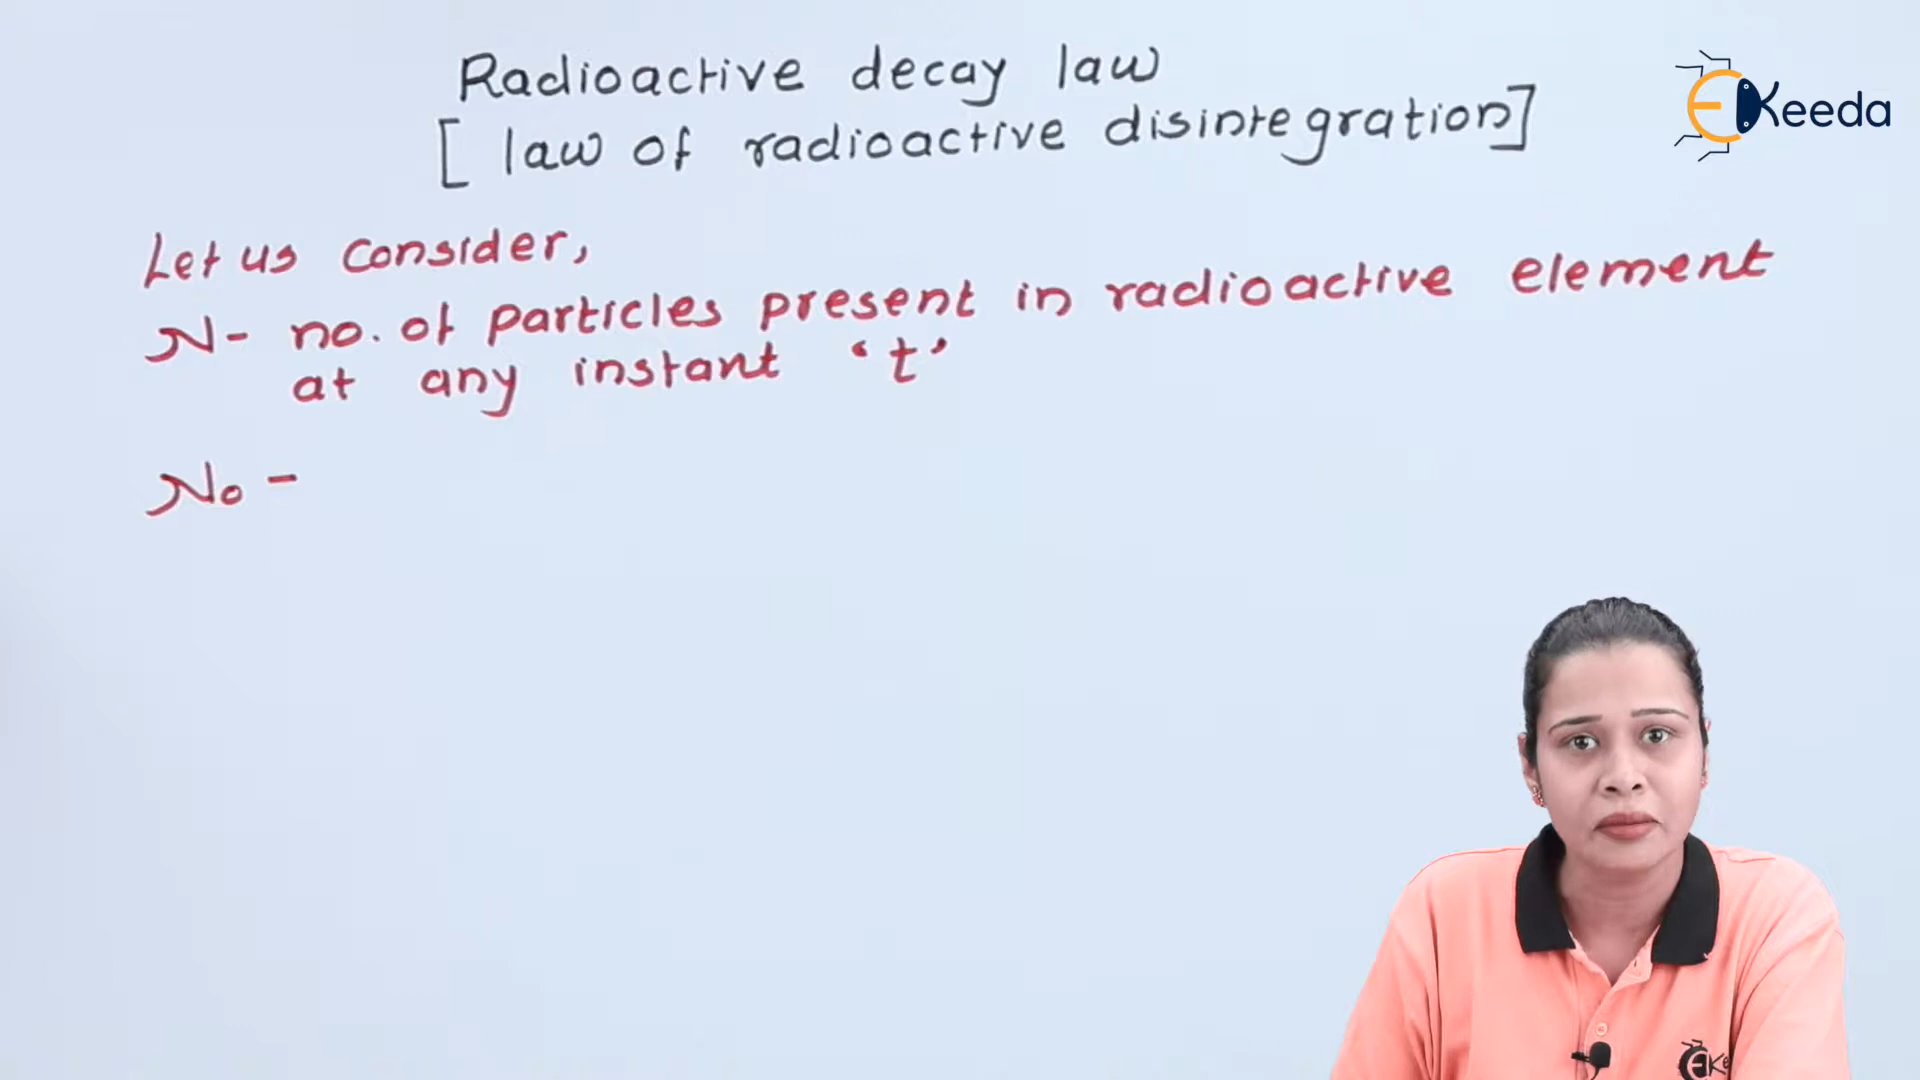 Radioactive decay law
[ law of radioactive disintegration]
EKeeda
Let us consider,
N- no. of particles present in radioactive element
at any instant 't'
No -
EKe